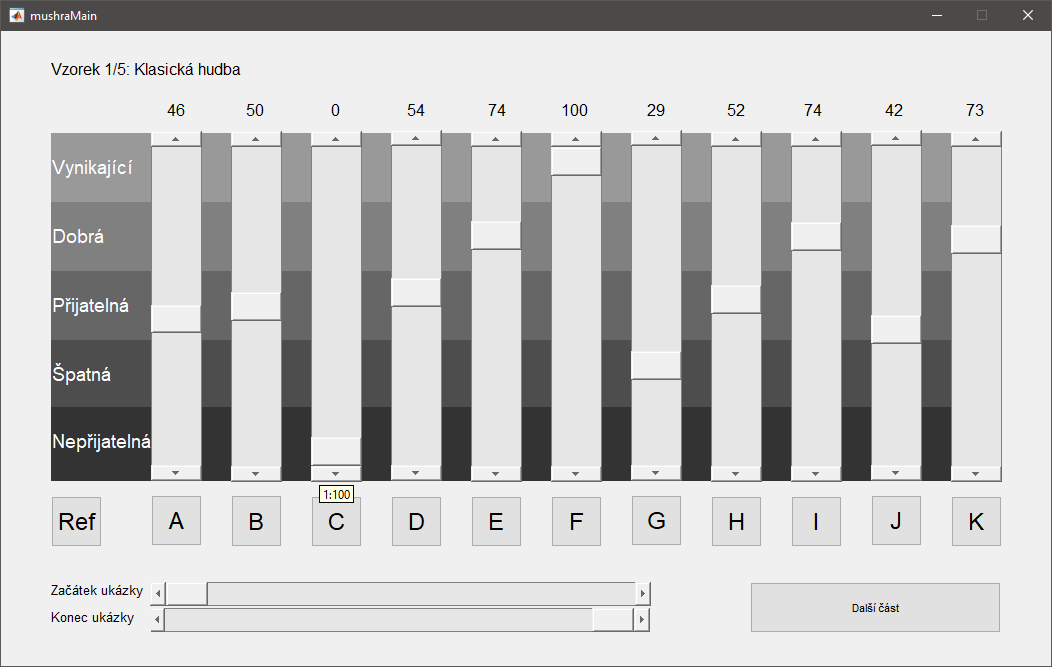 mushraMain
Vzorek 1/5: Klasická hudba
46 50 0 54 74 100 29 52 74 42 73
Vynikající
Dobrá
Přijatelná
Špatná
Nepřijatelná
1:100
Ref A B C D E F G H I J K
Začátek ukázky
Konec ukázky
Další část